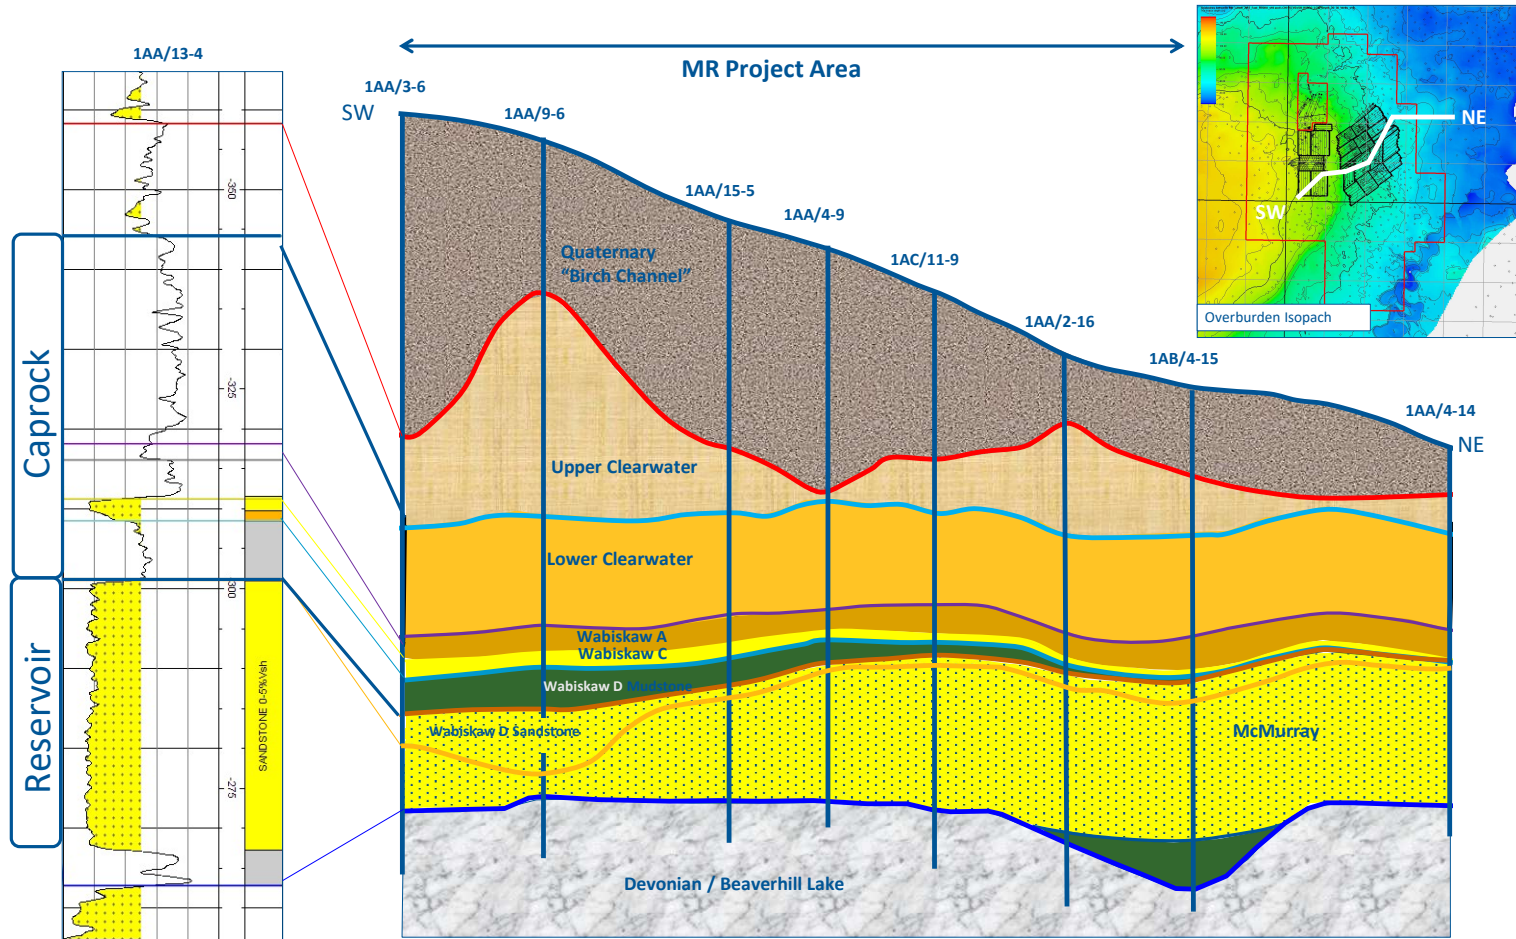 1AA/13-4
MR Project Area
1AA/3-6
SW
1AA/9-6
1AA/15-5
1AA/4-9
1AC/11-9
1AA/2-16
1AB/4-15
1AA/4-14
NE
NE
SW
Overburden Isopach
Caprock
Reservoir
-350
-325
-300
-275
SANDSTONE 0-5%Vsh
Quaternary
“Birch Channel”
Upper Clearwater
Lower Clearwater
Wabiskaw A
Wabiskaw C
Wabiskaw D Mudstone
Wabiskaw D Sandstone
McMurray
Devonian / Beaverhill Lake